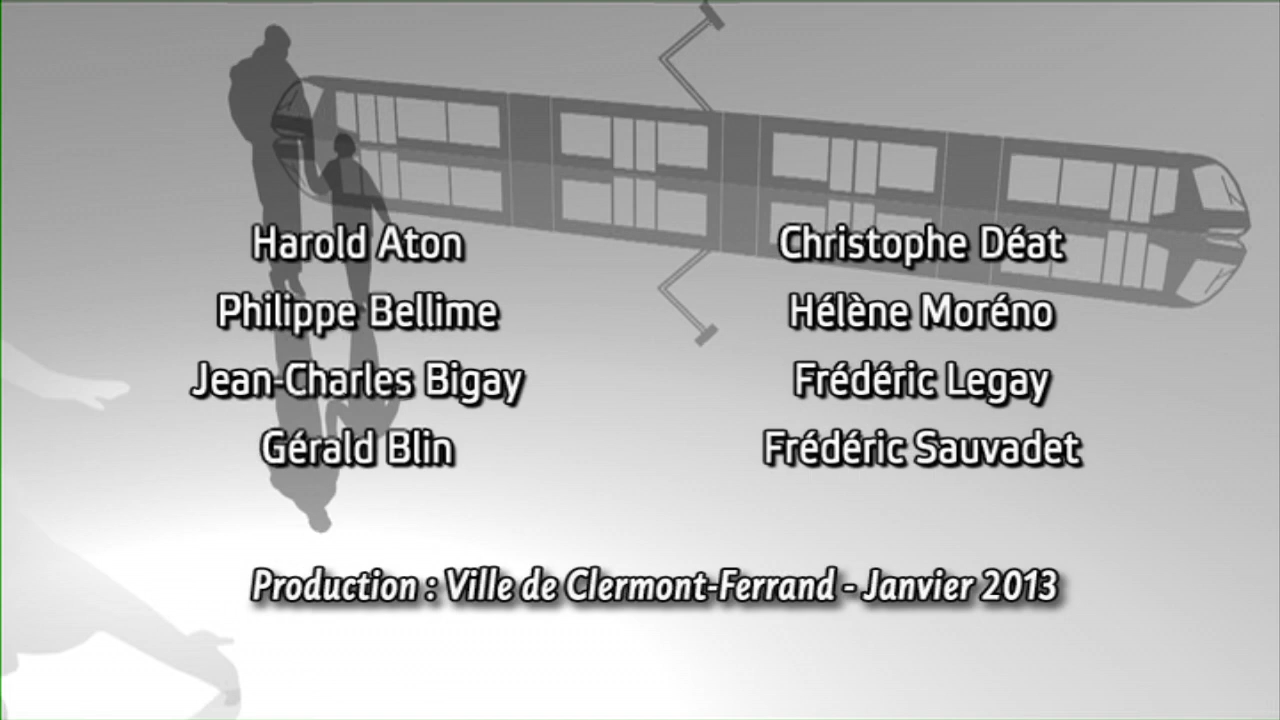 Harold Aton
Philippe Bellime
Jean-Charles Bigay
Gérald Blin
Christophe Déat
Hélène Moréno
Frédéric Legay
Frédéric Sauvadet
Production : Ville de Clermont-Ferrand - Janvier 2013